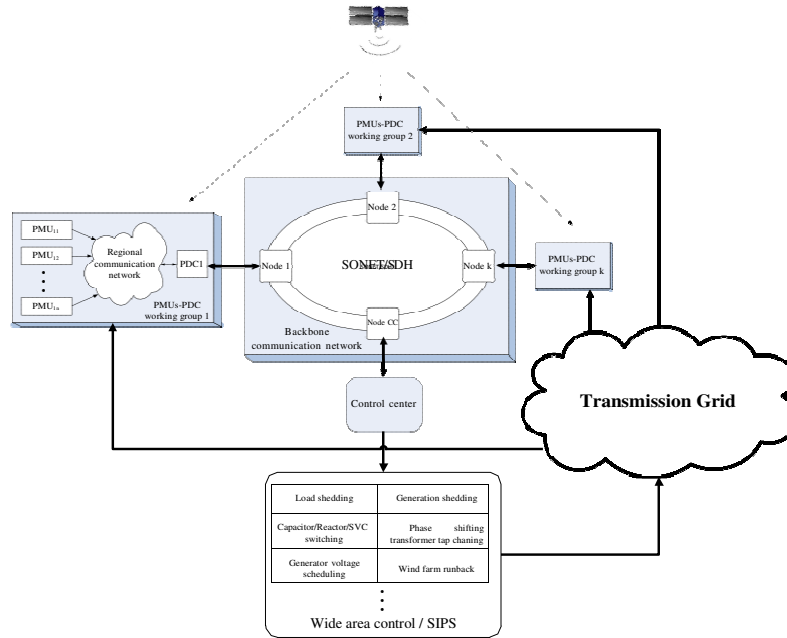 PMUs-PDC
working group 2
Node 2
PMU11
PMU12
PMU1n
Regional
communication
network
PDC1
PMUs-PDC
working group 1
Node 1
SONET/SDH
Node k
PMUs-PDC
working group k
Node CC
Backbone
communication network
Control center
Transmission Grid
Load shedding
Generation shedding
Capacitor/Reactor/SVC
switching
Phase shifting
transformer tap chaning
Generator voltage
scheduling
Wind farm runback
Wide area control / SIPS